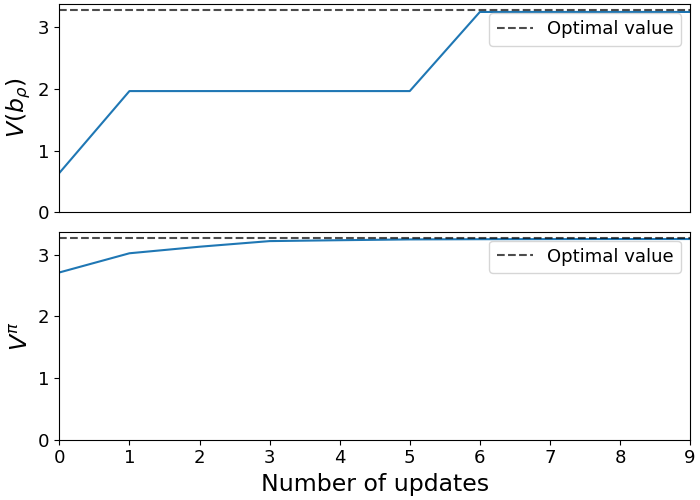 3
2
1
0
V(b_ρ)
Optimal value
3
2
1
0
V^π
Optimal value
0 1 2 3 4 5 6 7 8 9
Number of updates